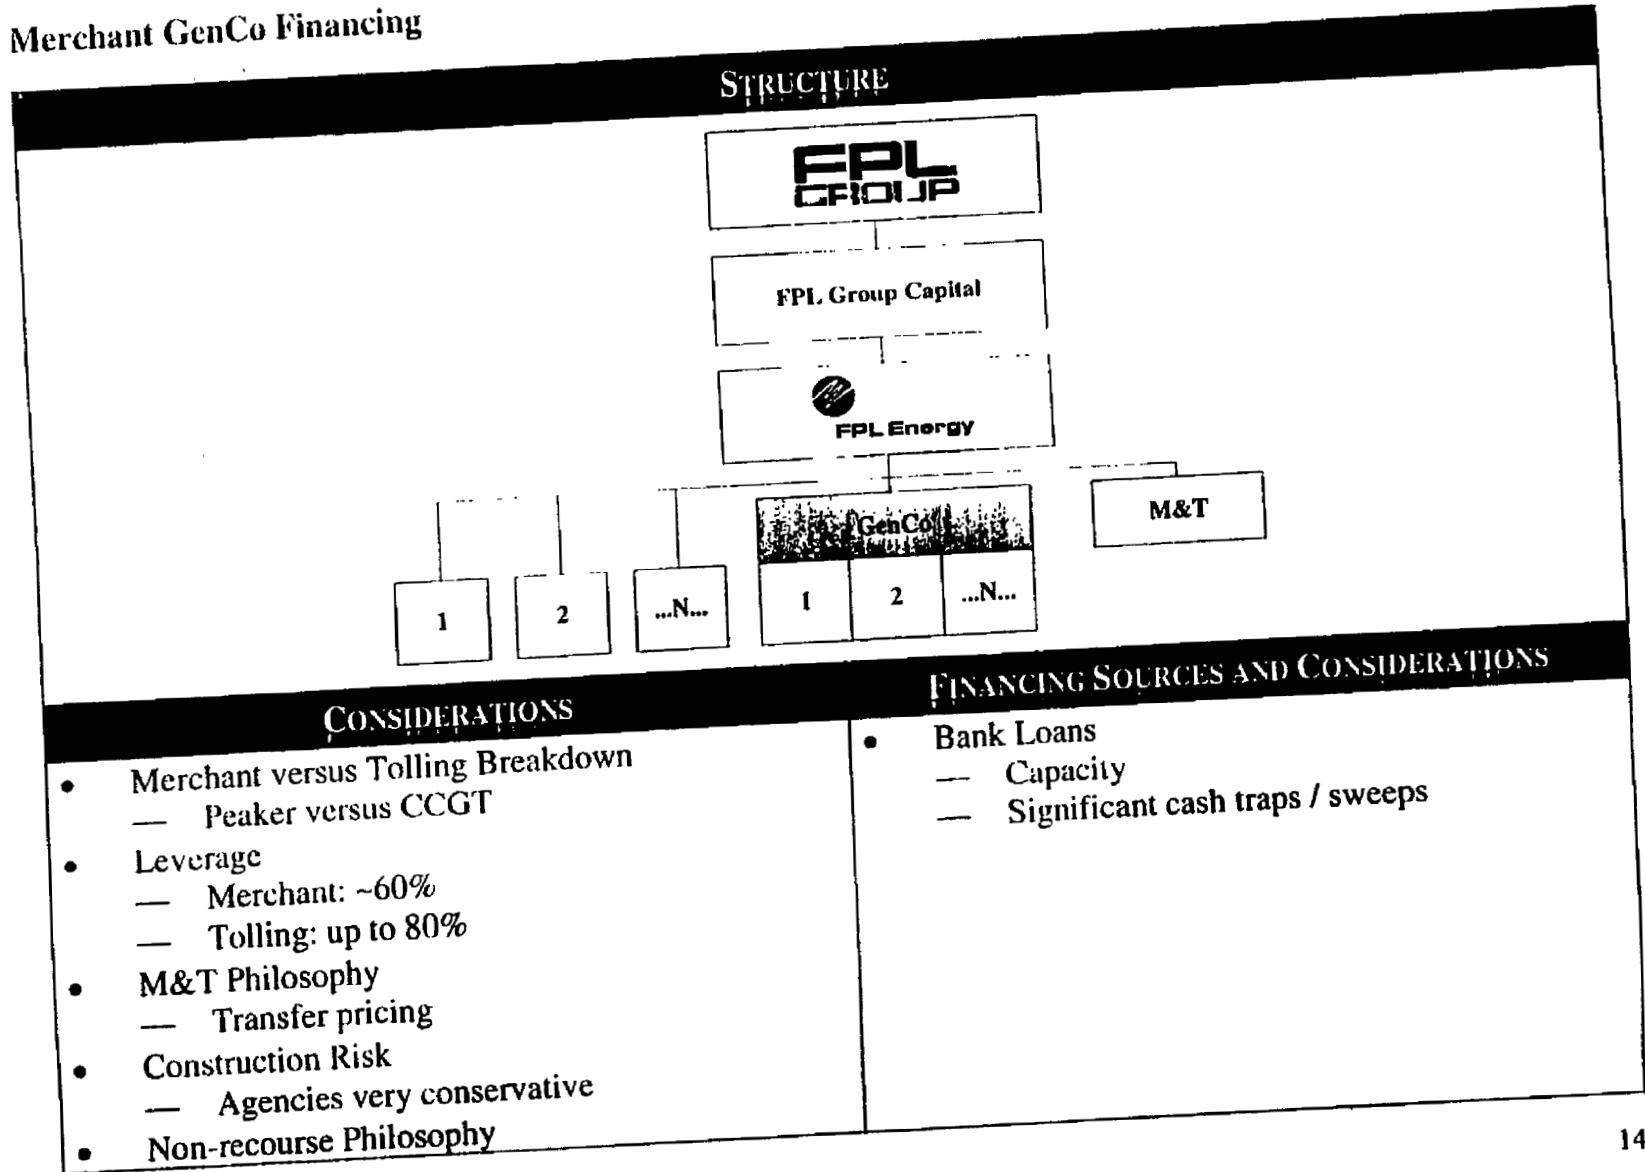 Merchant GenCo Financing
STRUCTURE
FPL
GROUP
FPL Group Capital
FPL Energy
GenCo
M&T
1
2
...N...
1
2
...N...
CONSIDERATIONS
• Merchant versus Tolling Breakdown
— Peaker versus CCGT
• Leverage
— Merchant: ~60%
— Tolling: up to 80%
• M&T Philosophy
— Transfer pricing
• Construction Risk
— Agencies very conservative
• Non-recourse Philosophy
FINANCING SOURCES AND CONSIDERATIONS
• Bank Loans
— Capacity
— Significant cash traps / sweeps
14